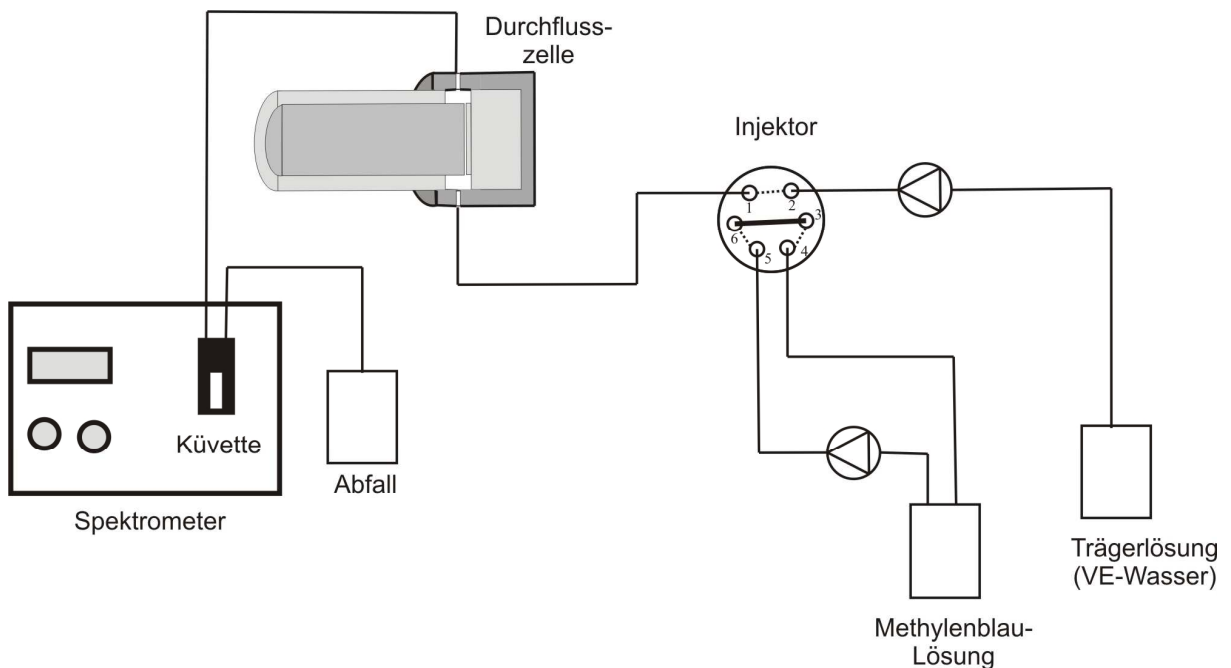 Durchfluss-
zelle
Injektor
1
2
3
6
5
4
Küvette
Abfall
Spektrometer
Trägerlösung
(VE-Wasser)
Methylenblau-
Lösung